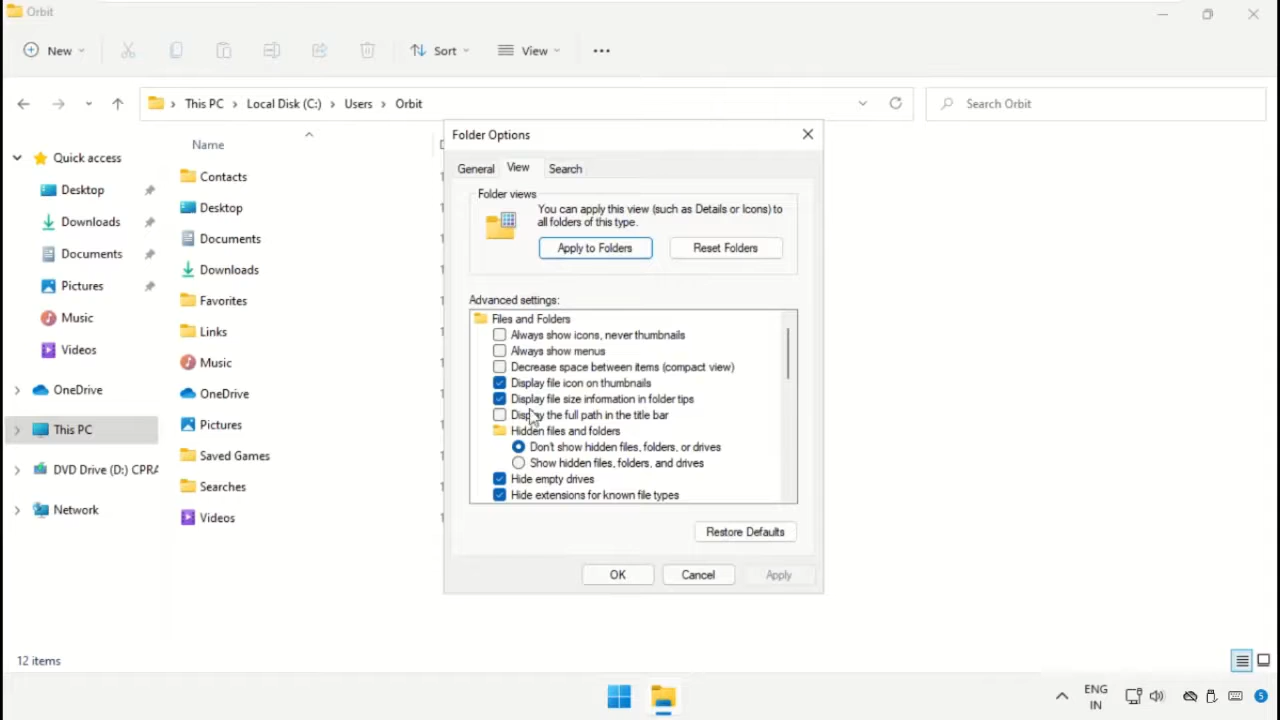 Orbit
New
Sort
View
This PC
Local Disk (C:)
Users
Orbit
Search Orbit
Quick access
Desktop
Downloads
Documents
Pictures
Music
Videos
OneDrive
This PC
DVD Drive (D:) CPRA
Network
Name
Contacts
Desktop
Documents
Downloads
Favorites
Links
Music
OneDrive
Pictures
Saved Games
Searches
Videos
Folder Options
General View Search
Folder views
You can apply this view (such as Details or Icons) to
all folders of this type.
Apply to Folders
Reset Folders
Advanced settings:
Files and Folders
Always show icons, never thumbnails
Always show menus
Decrease space between items (compact view)
Display file icon on thumbnails
Display file size information in folder tips
Display the full path in the title bar
Hidden files and folders
Don't show hidden files, folders, or drives
Show hidden files, folders, and drives
Hide empty drives
Hide extensions for known file types
Restore Defaults
OK
Cancel
Apply
12 items
ENG
IN
5